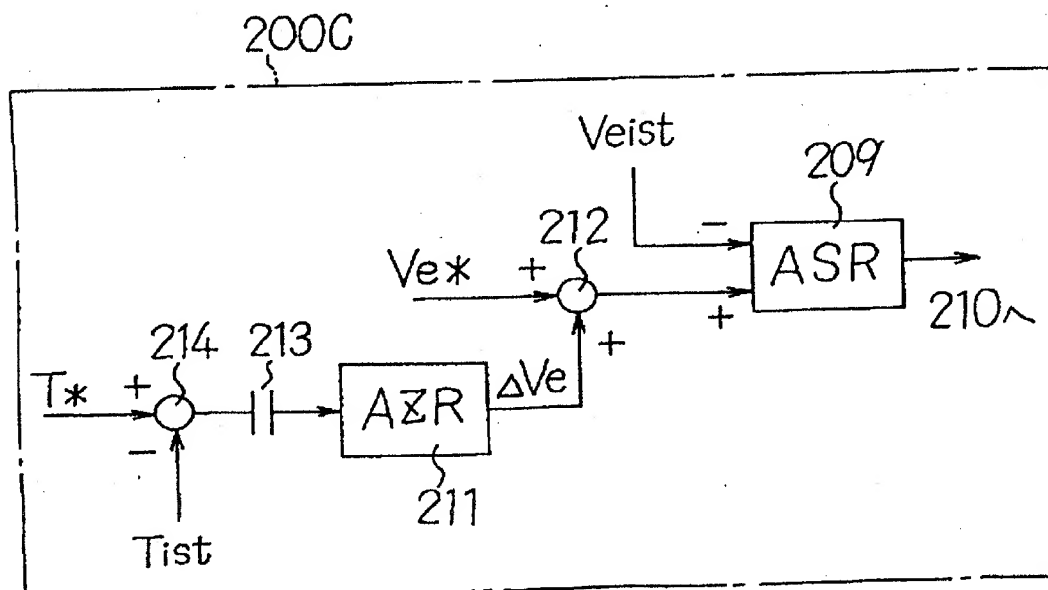 200C
Veist
209
212
−
Ve*
+
ASR
+
210
214
213
+
T*
+
AZR
ΔVe
−
211
Tist